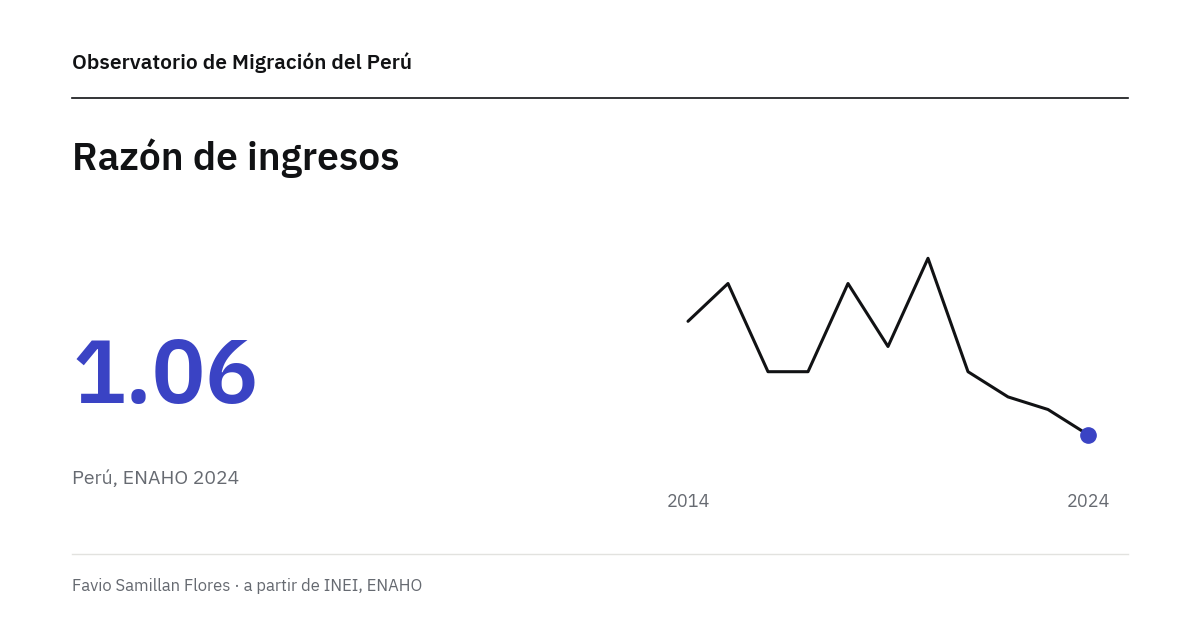 Observatorio de Migración del Perú
Razón de ingresos
1.06
Perú, ENAHO 2024
2014
2024
Favio Samillan Flores · a partir de INEI, ENAHO